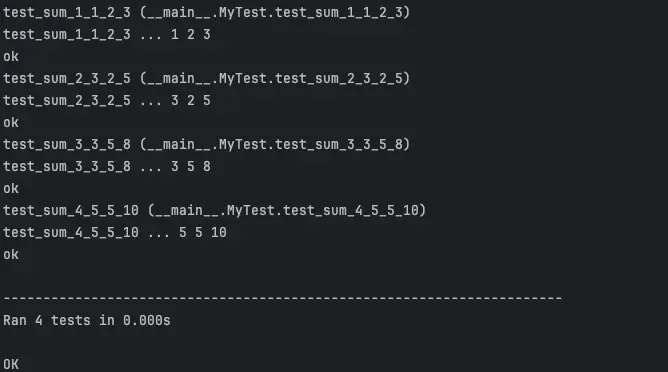 test_sum_1_1_2_3 (__main__.MyTest.test_sum_1_1_2_3)
test_sum_1_1_2_3 ... 1 2 3
ok
test_sum_2_3_2_5 (__main__.MyTest.test_sum_2_3_2_5)
test_sum_2_3_2_5 ... 3 2 5
ok
test_sum_3_3_5_8 (__main__.MyTest.test_sum_3_3_5_8)
test_sum_3_3_5_8 ... 3 5 8
ok
test_sum_4_5_5_10 (__main__.MyTest.test_sum_4_5_5_10)
test_sum_4_5_5_10 ... 5 5 10
ok
----------------------------------------------------------------------
Ran 4 tests in 0.000s
OK